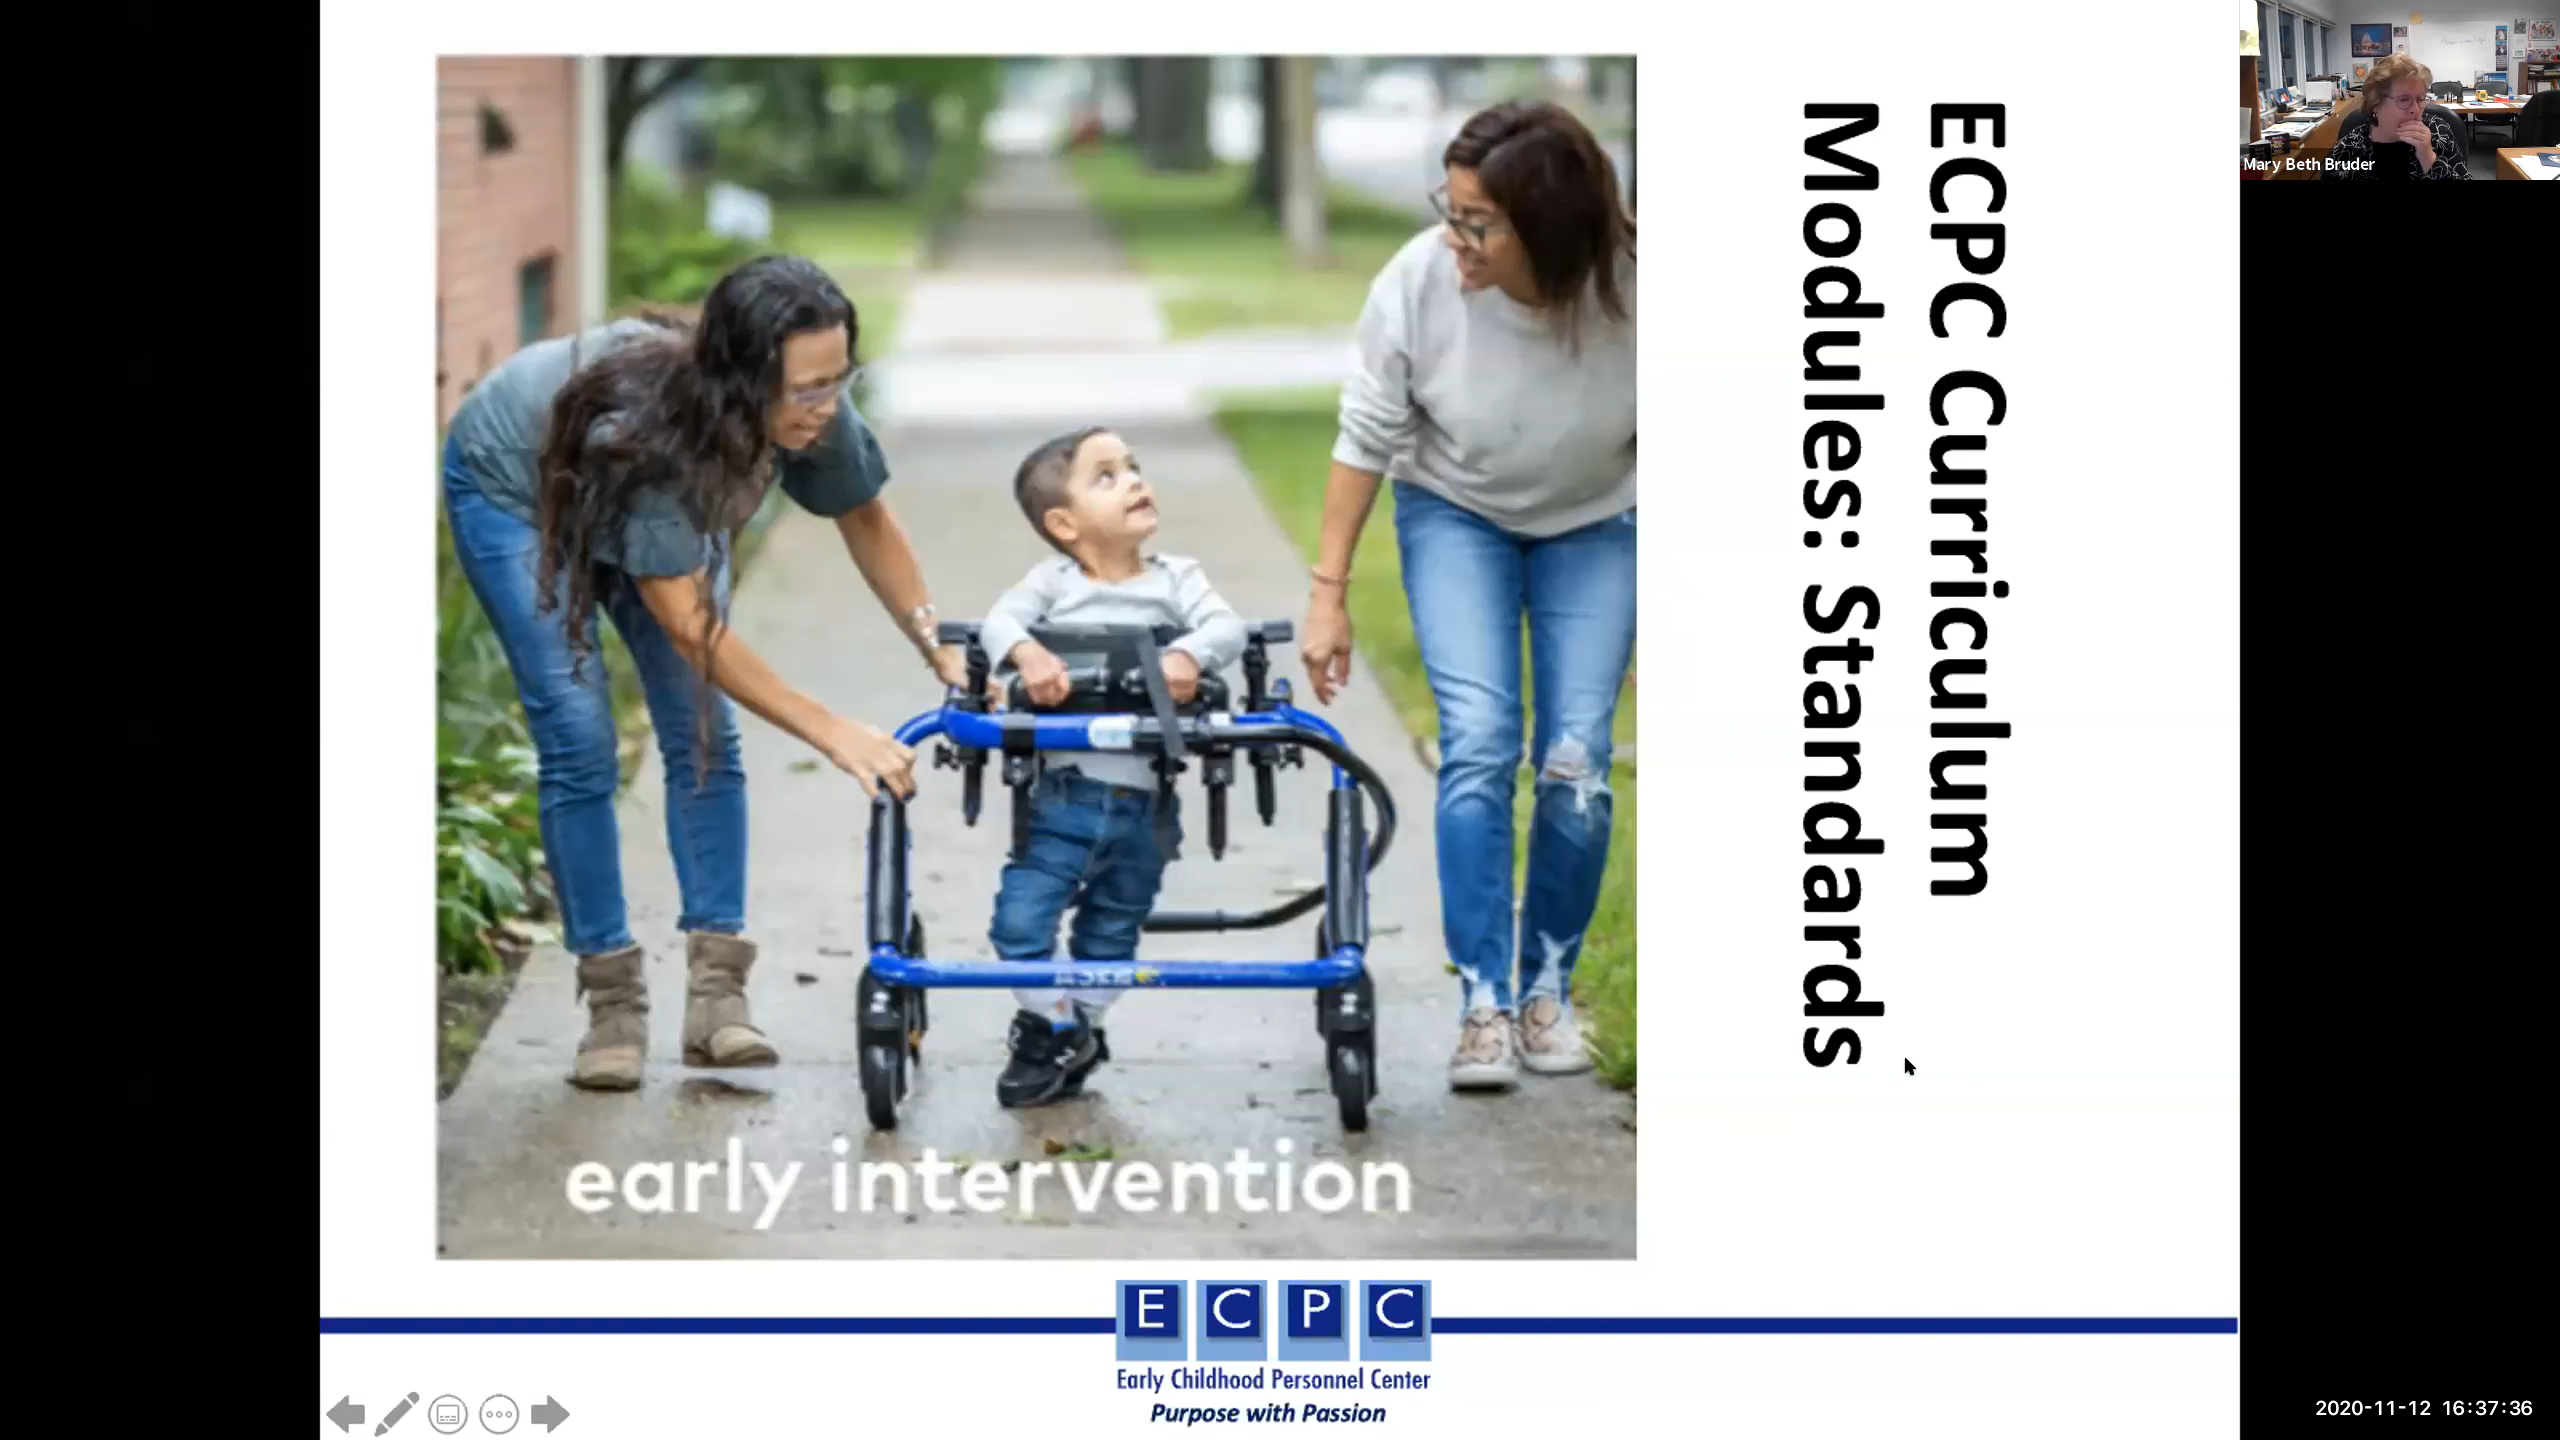 ECPC Curriculum
Modules: Standards
Mary Beth Bruder
early intervention
E C P C
Early Childhood Personnel Center
Purpose with Passion
2020-11-12 16:37:36